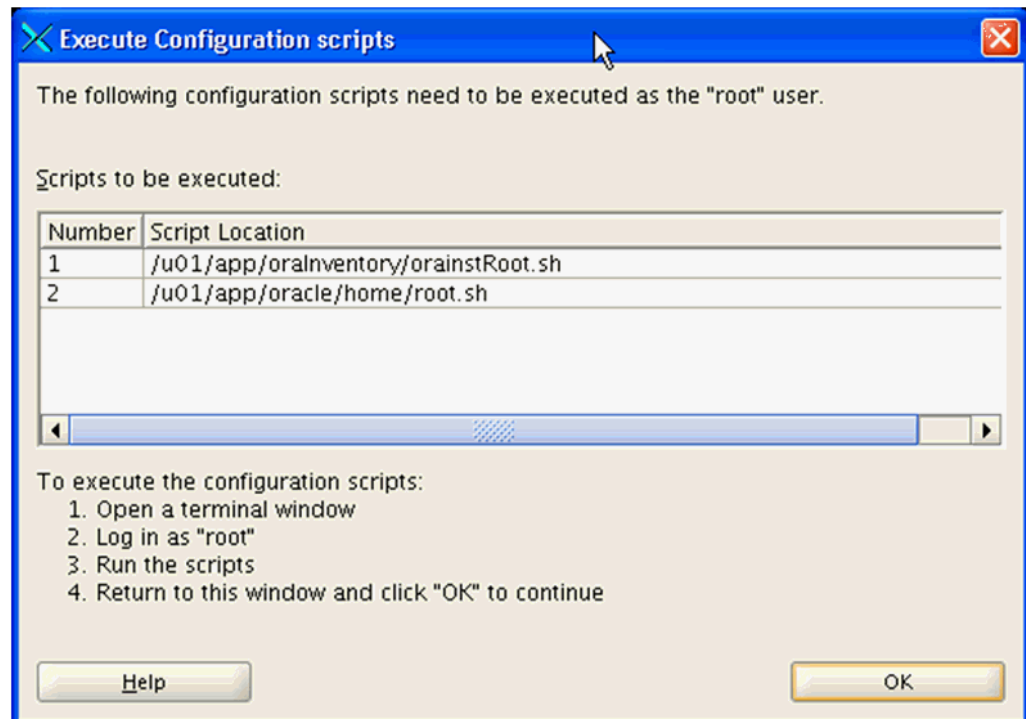 Execute Configuration scripts
The following configuration scripts need to be executed as the "root" user.
Scripts to be executed:
Number Script Location
1 /u01/app/oraInventory/orainstRoot.sh
2 /u01/app/oracle/home/root.sh
To execute the configuration scripts:
1. Open a terminal window
2. Log in as "root"
3. Run the scripts
4. Return to this window and click "OK" to continue
Help OK